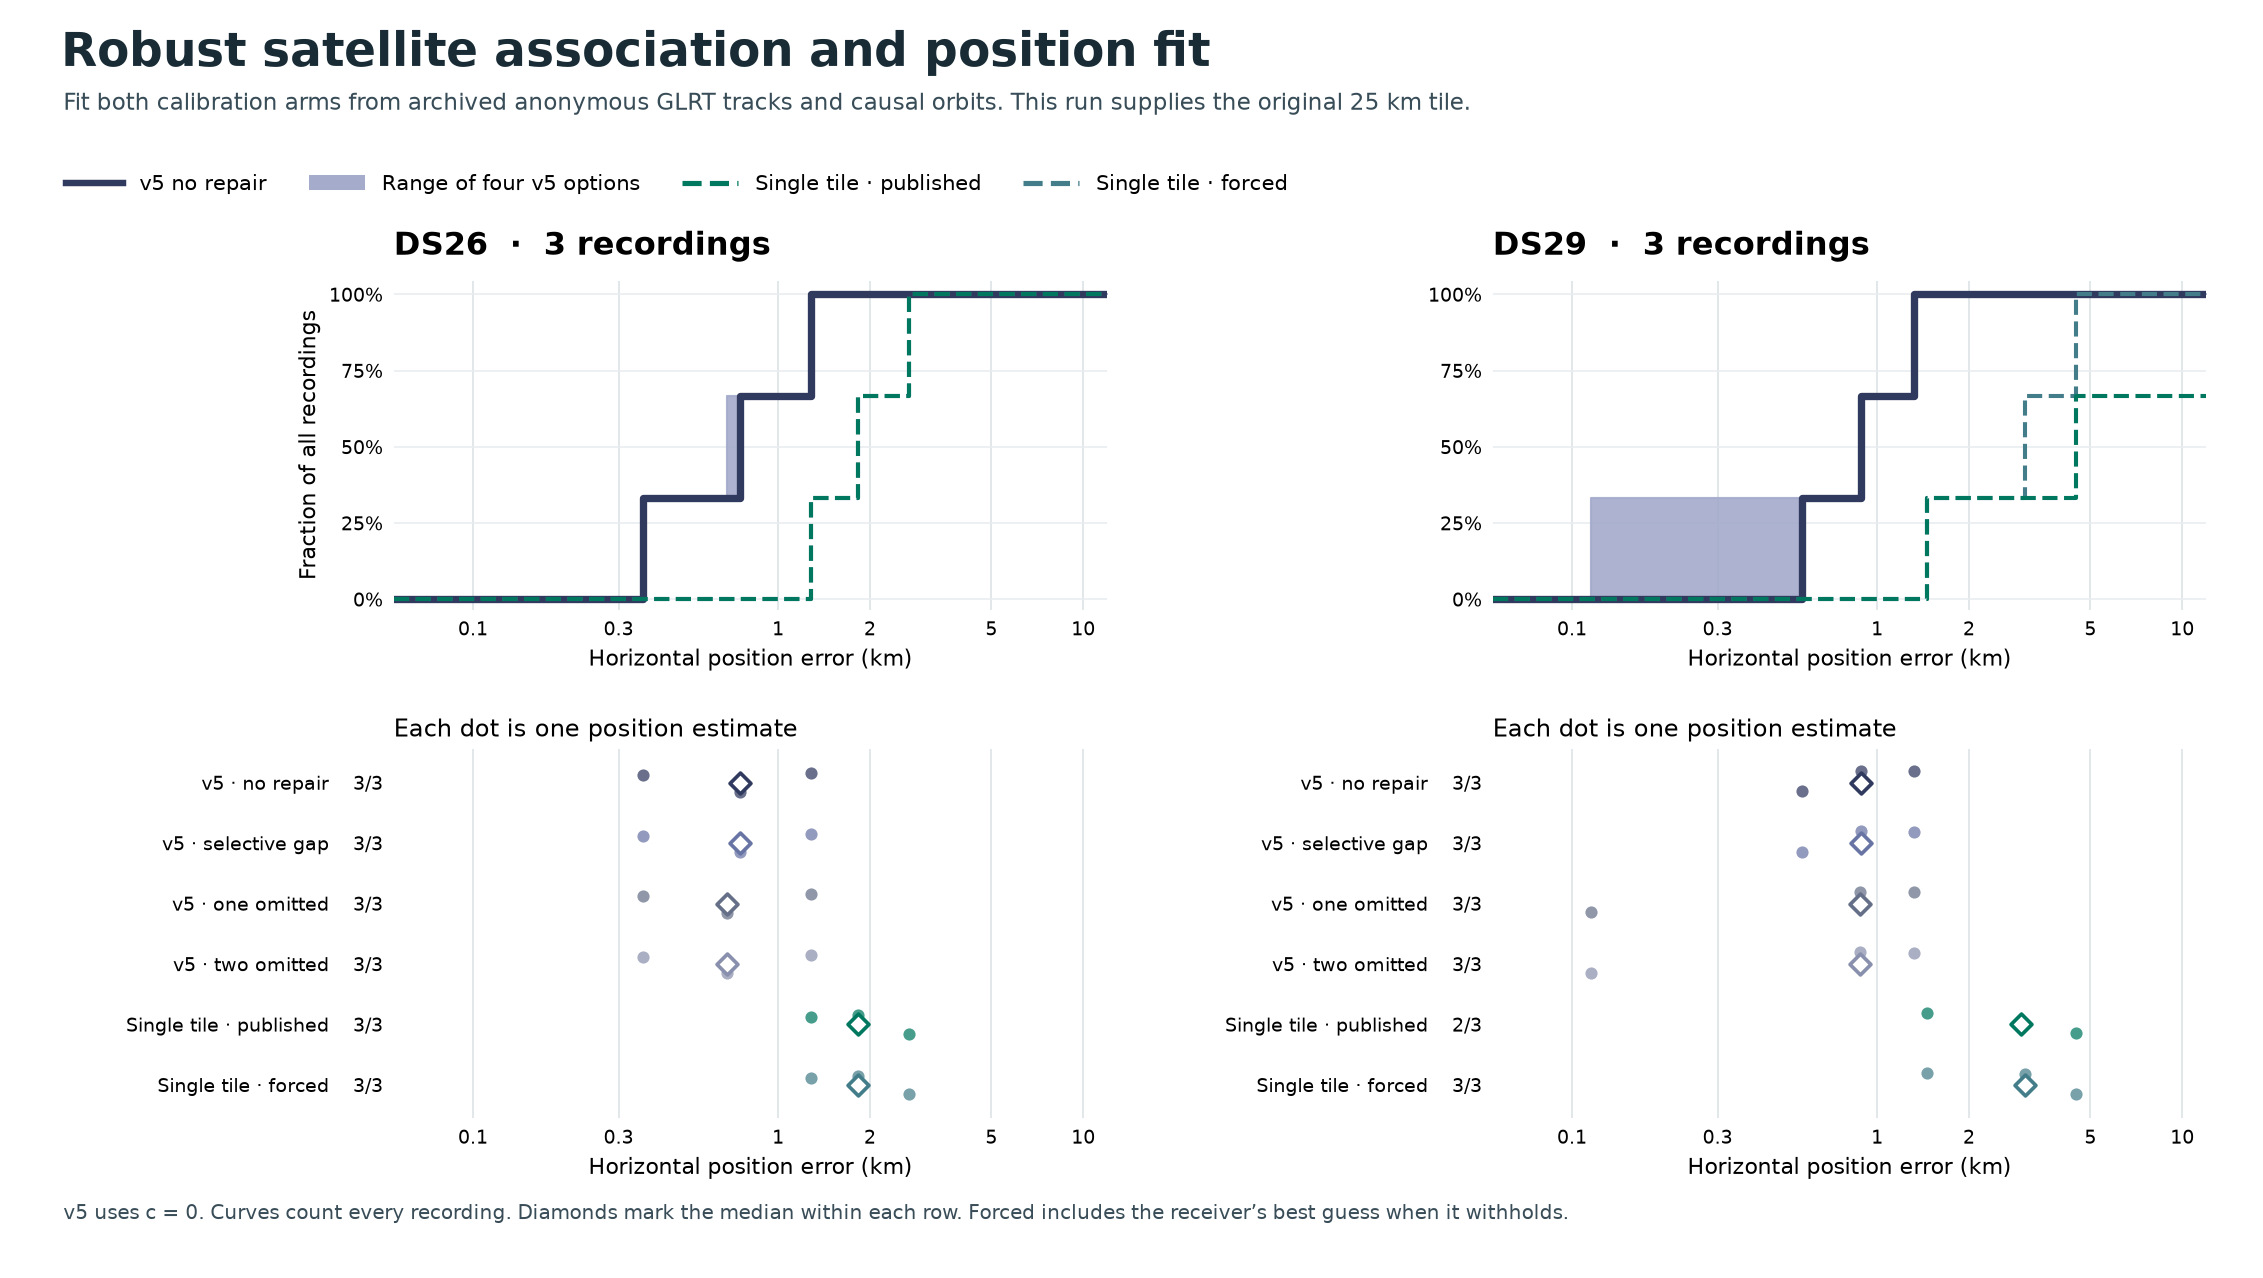 Robust satellite association and position fit
Fit both calibration arms from archived anonymous GLRT tracks and causal orbits. This run supplies the original 25 km tile.
v5 no repair
Range of four v5 options
Single tile · published
Single tile · forced
DS26 · 3 recordings
Fraction of all recordings
100%
75%
50%
25%
0%
0.1 0.3 1 2 5 10
Horizontal position error (km)
DS29 · 3 recordings
100%
75%
50%
25%
0%
0.1 0.3 1 2 5 10
Horizontal position error (km)
Each dot is one position estimate
v5 · no repair 3/3
v5 · selective gap 3/3
v5 · one omitted 3/3
v5 · two omitted 3/3
Single tile · published 3/3
Single tile · forced 3/3
0.1 0.3 1 2 5 10
Horizontal position error (km)
Each dot is one position estimate
v5 · no repair 3/3
v5 · selective gap 3/3
v5 · one omitted 3/3
v5 · two omitted 3/3
Single tile · published 2/3
Single tile · forced 3/3
0.1 0.3 1 2 5 10
Horizontal position error (km)
v5 uses c = 0. Curves count every recording. Diamonds mark the median within each row. Forced includes the receiver’s best guess when it withholds.